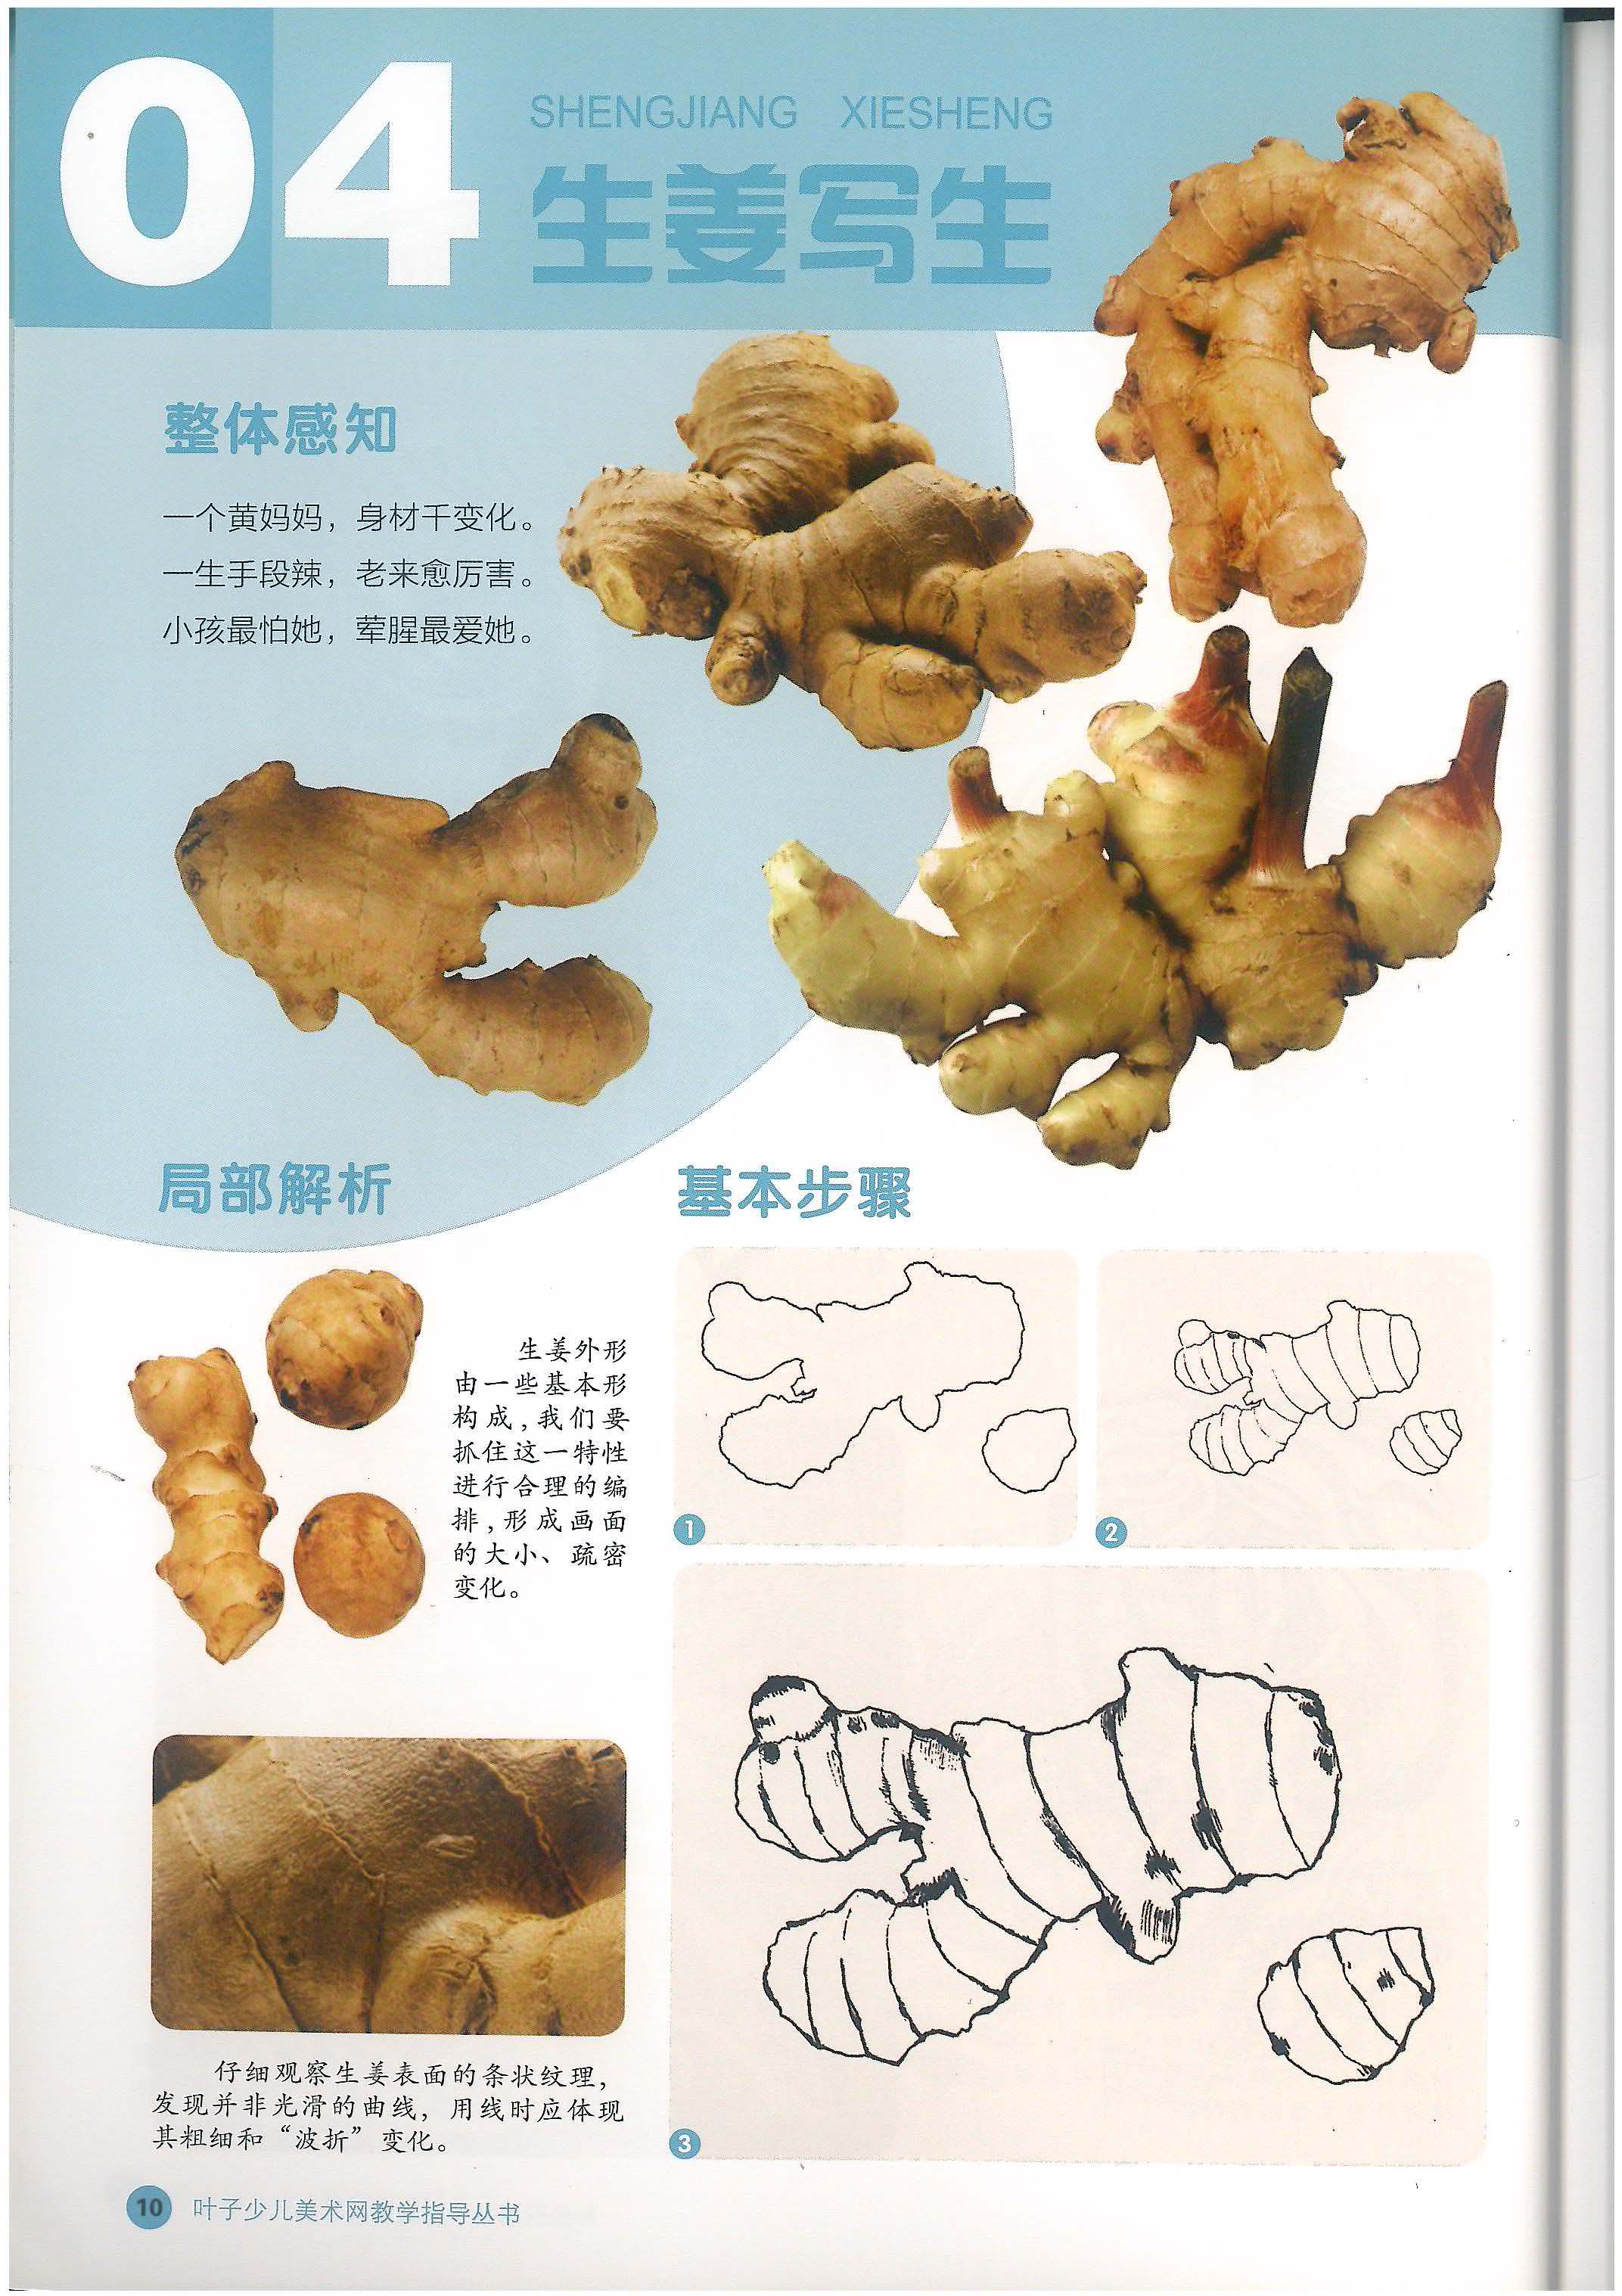 04
SHENGJIANG XIESHENG
生姜写生
整体感知
一个黄妈妈，身材千变化。
一生手段辣，老来愈厉害。
小孩最怕她，荤腥最爱她。
局部解析
生姜外形
由一些基本形
构成，我们要
抓住这一特性
进行合理的编
排，形成画面
的大小、疏密
变化。
仔细观察生姜表面的条状纹理，
发现并非光滑的曲线，用线时应体现
其粗细和“波折”变化。
基本步骤
1
2
3
10 叶子少儿美术网教学指导丛书